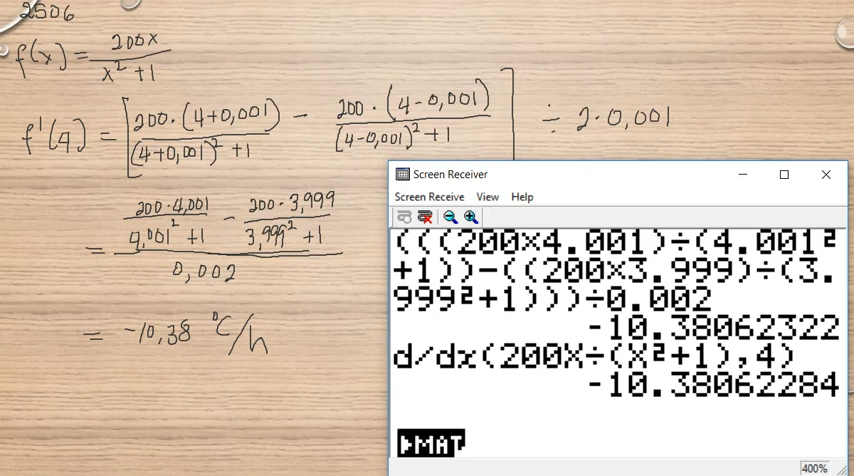 2506
f(x) = 200x / x² + 1
f'(4) = [ 200 · (4+0,001) / (4+0,001)² + 1 − 200 · (4−0,001) / (4−0,001)² + 1 ] ÷ 2 · 0,001
= 200 · 4,001 / 4,001² + 1 − 200 · 3,999 / 3,999² + 1 / 0,002
= −10,38 °C/h
Screen Receiver
Screen Receive View Help
(((200×4.001)÷(4.001²
+1))-((200×3.999)÷(3.
999²+1)))÷0.002
-10.38062322
d/dx(200X÷(X²+1),4)
-10.38062284
▶MAT
400%